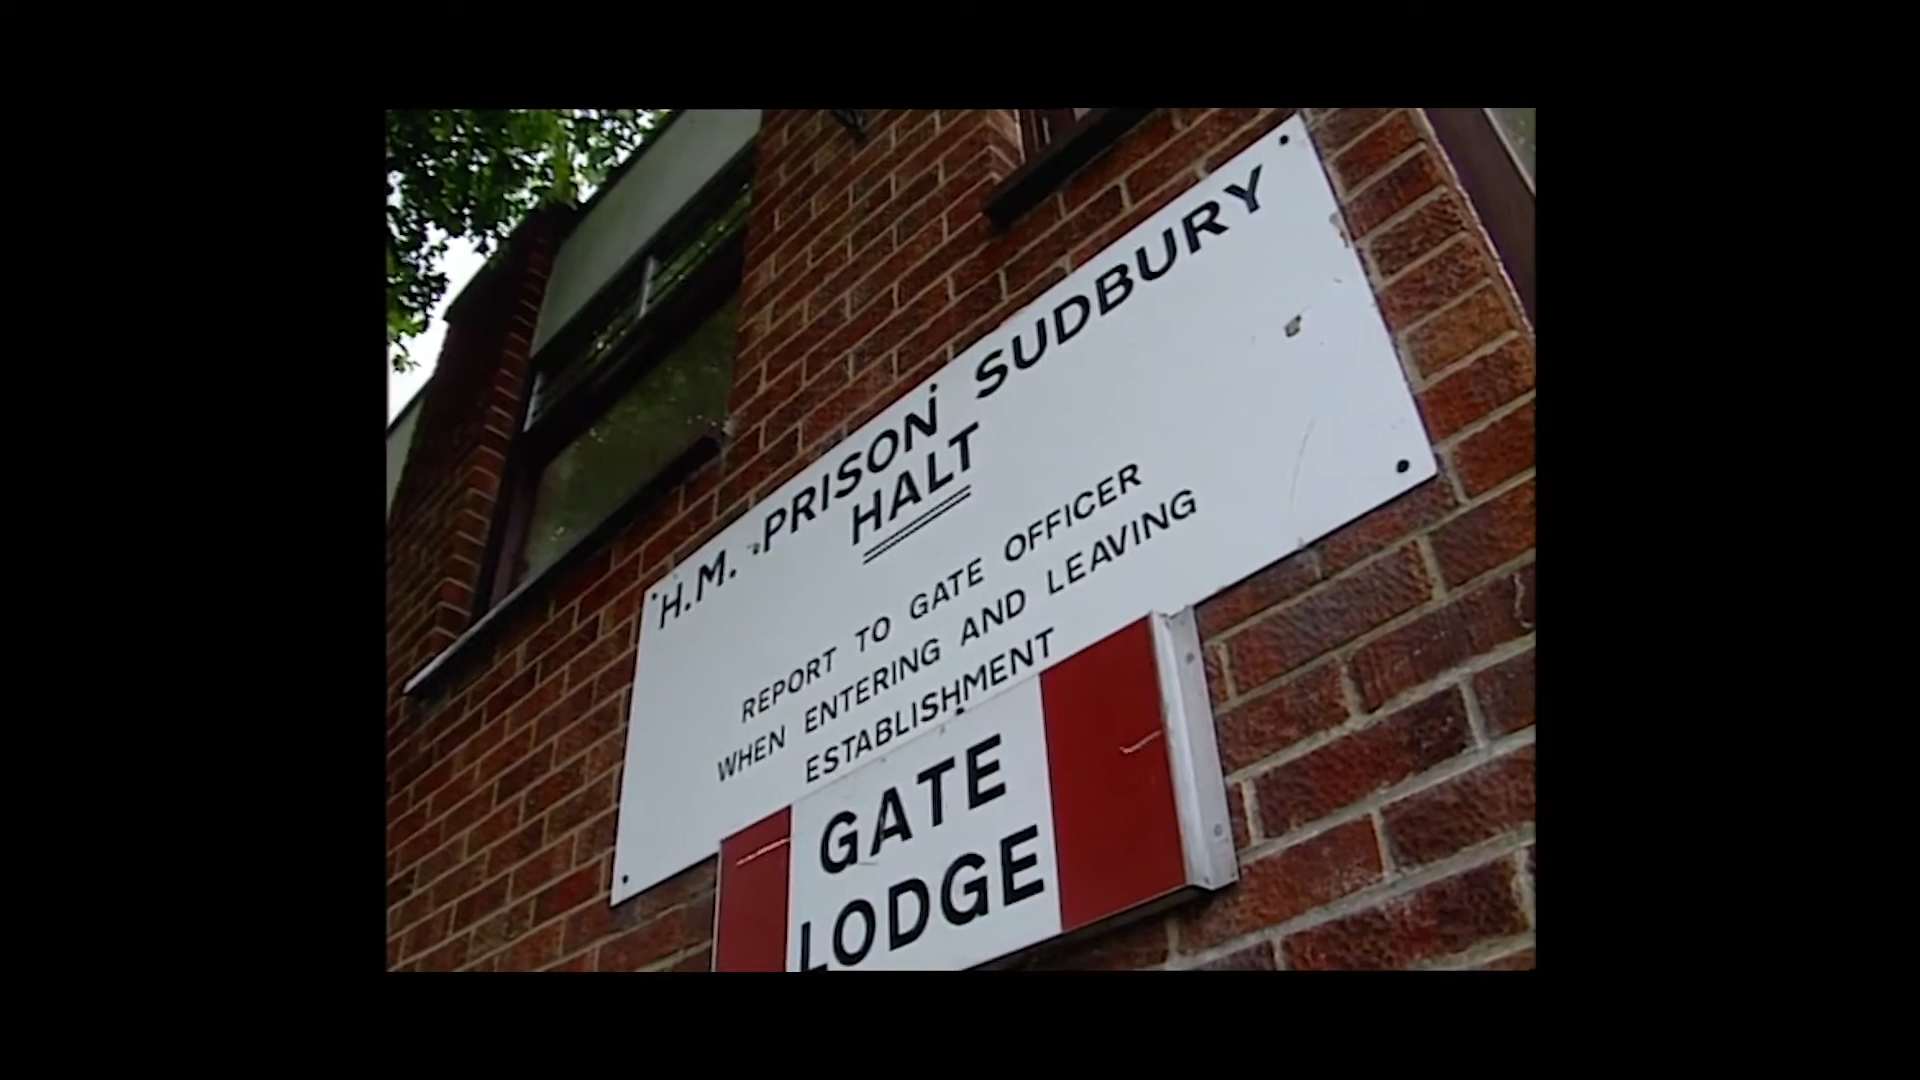 H.M. PRISON SUDBURY
HALT
REPORT TO GATE OFFICER
WHEN ENTERING AND LEAVING
ESTABLISHMENT
GATE
LODGE